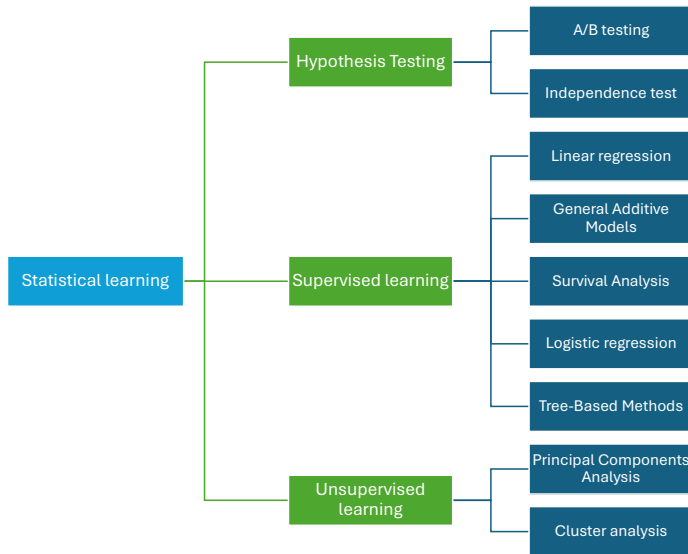 Statistical learning
Hypothesis Testing
A/B testing
Independence test
Supervised learning
Linear regression
General Additive
Models
Survival Analysis
Logistic regression
Tree-Based Methods
Unsupervised
learning
Principal Components
Analysis
Cluster analysis